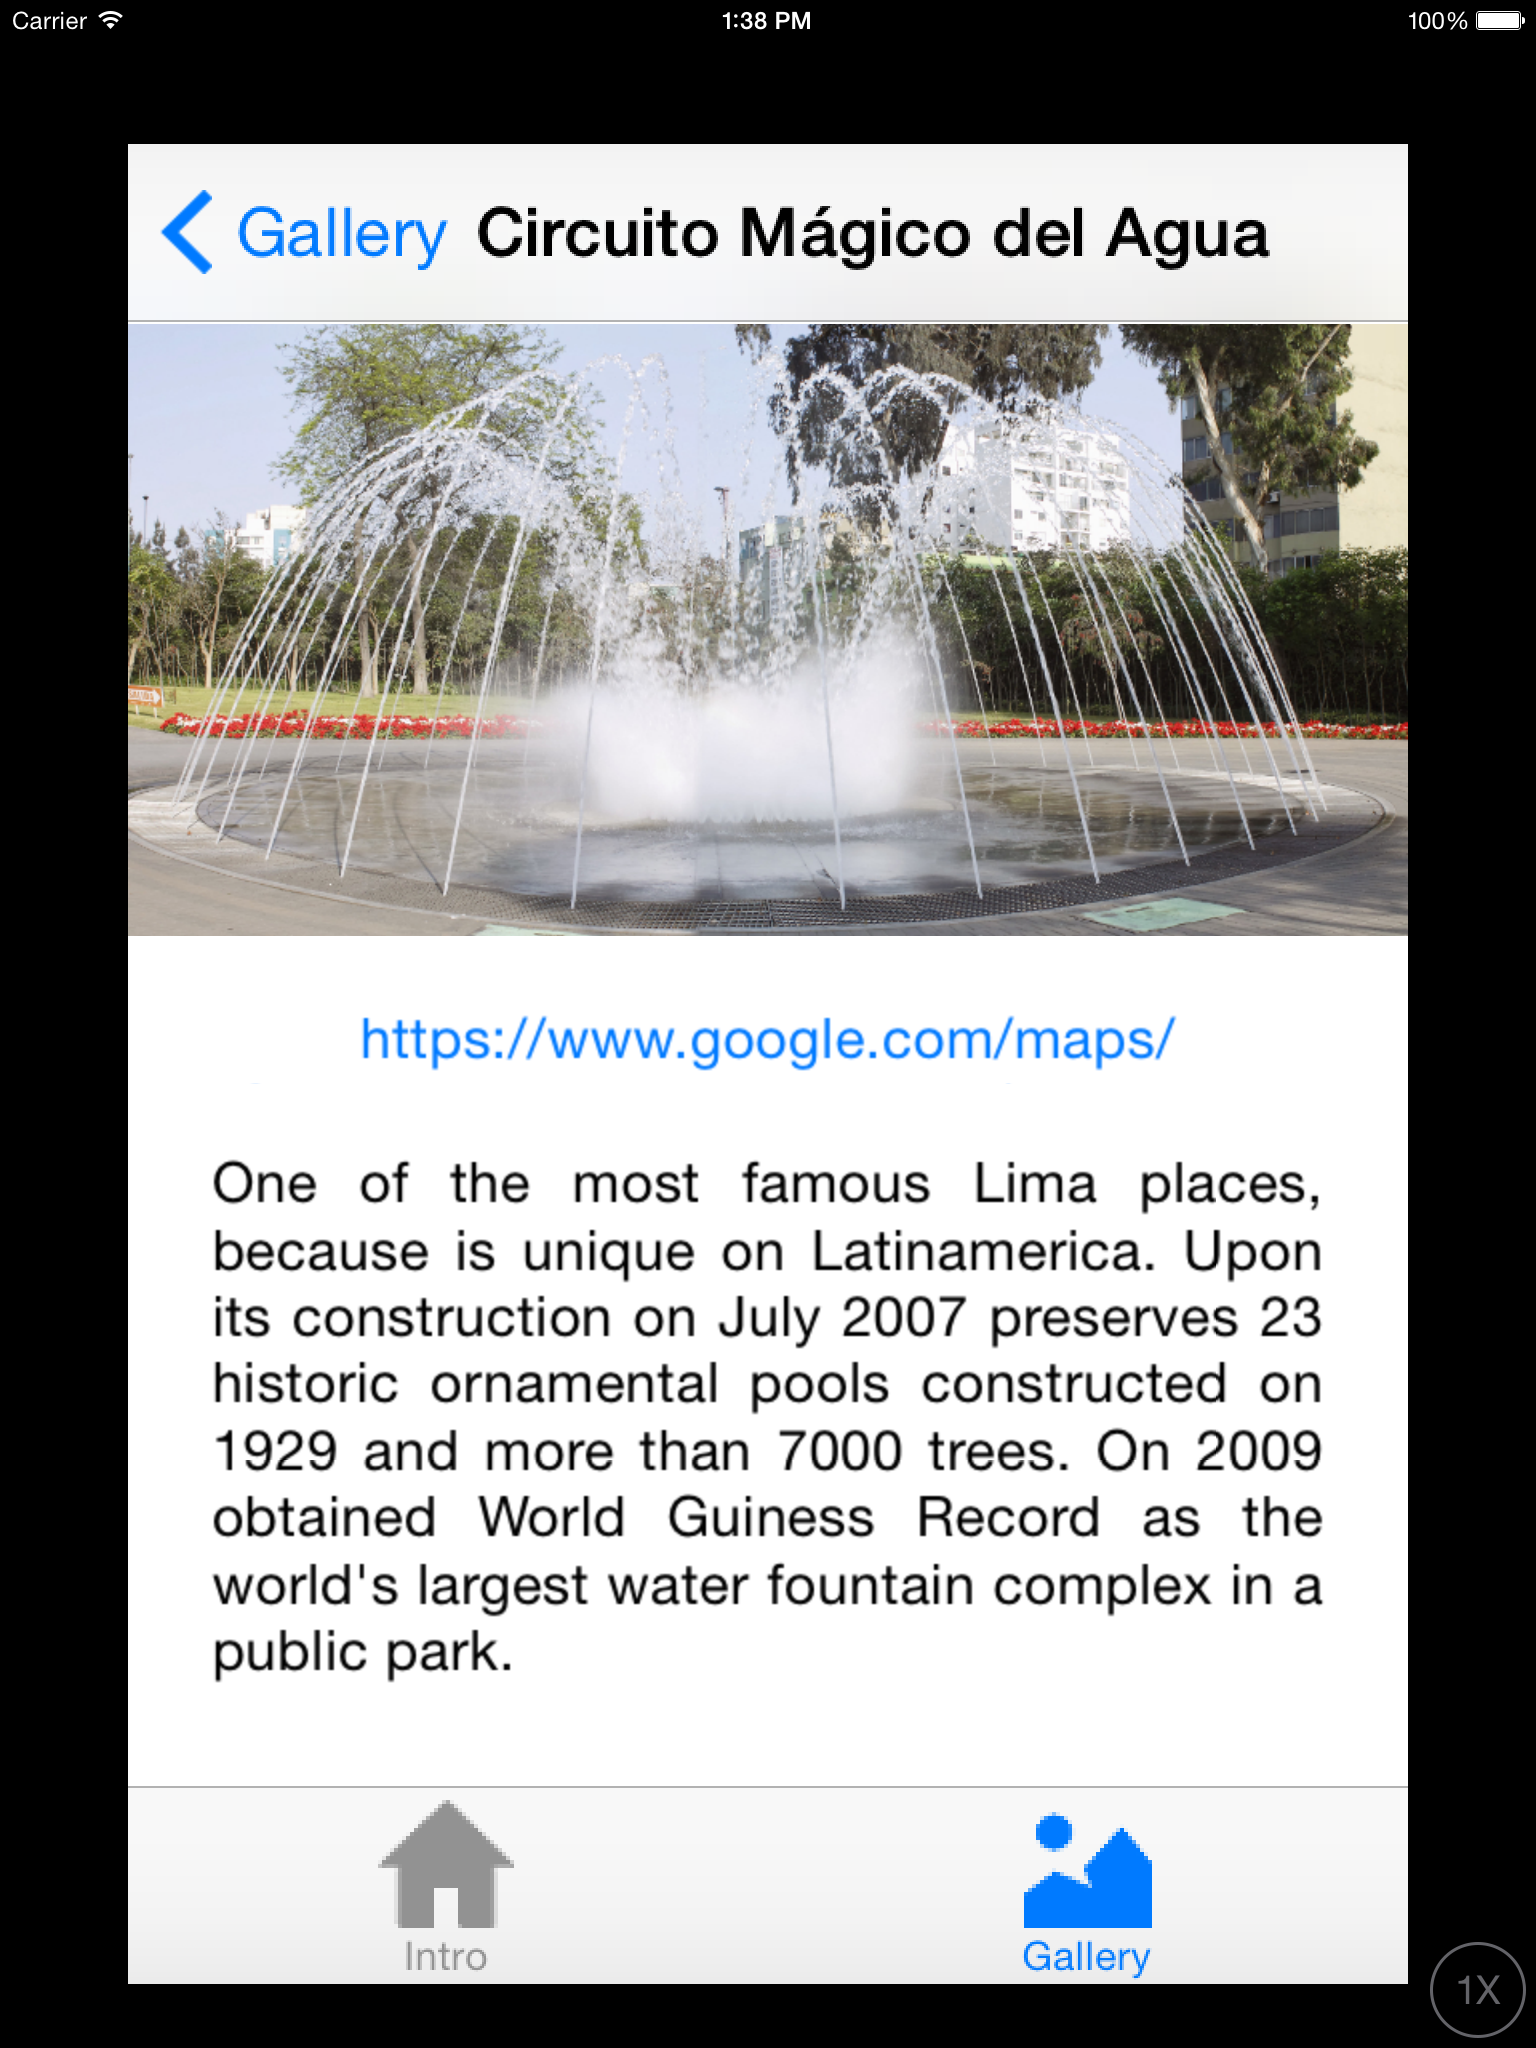 Carrier 1:38 PM 100%
Gallery Circuito Mágico del Agua
https://www.google.com/maps/
One of the most famous Lima places,
because is unique on Latinamerica. Upon
its construction on July 2007 preserves 23
historic ornamental pools constructed on
1929 and more than 7000 trees. On 2009
obtained World Guiness Record as the
world's largest water fountain complex in a
public park.
Intro Gallery
1X